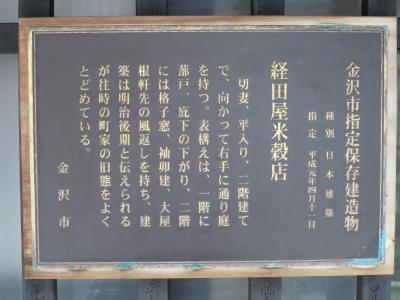 金沢市指定保存建造物
種別 日本建築
指定 平成元年四月十一日
経田屋米穀店
切妻、平入り、二階建て
で、向かって右手に通り庭
を持つ。表構えは、一階に
蔀戸、庇下の下がり、二階
には格子窓、袖卯建、大屋
根軒先の風返しを持ち、建
築は明治後期と伝えられる
が往時の町家の旧態をよく
とどめている。
金沢市